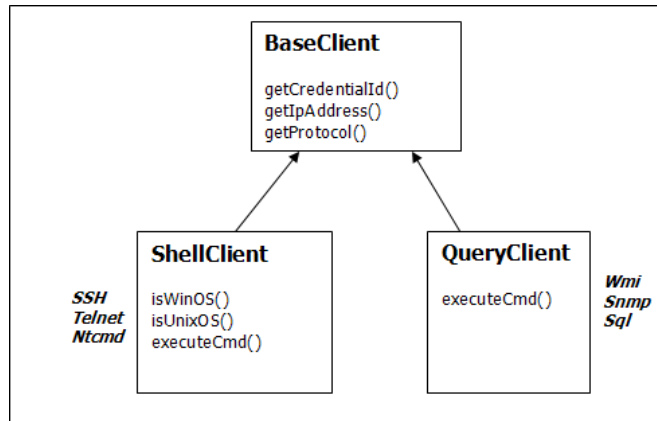 BaseClient
getCredentialId()
getIpAddress()
getProtocol()
ShellClient
isWinOS()
isUnixOS()
executeCmd()
SSH
Telnet
Ntcmd
QueryClient
executeCmd()
Wmi
Snmp
Sql